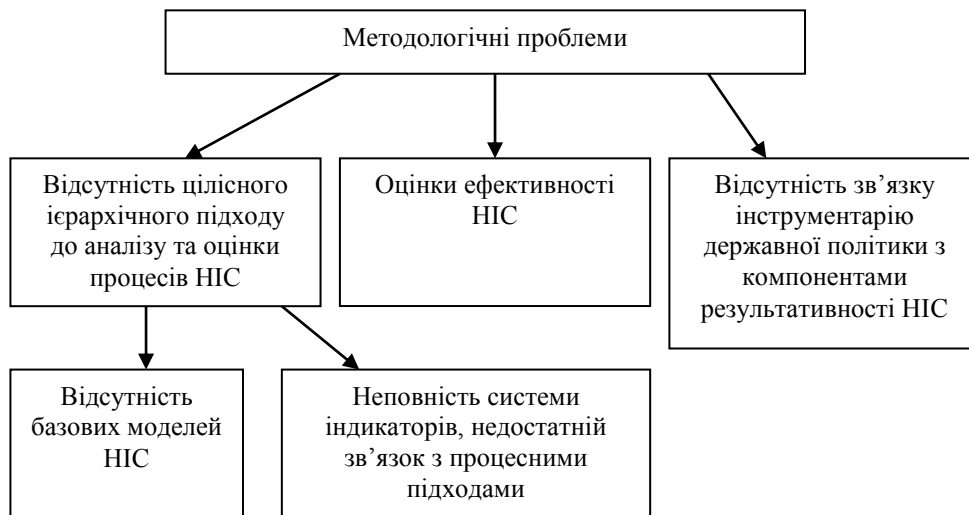 Методологічні проблеми
Відсутність цілісного
ієрархічного підходу
до аналізу та оцінки
процесів НІС
Оцінки ефективності
НІС
Відсутність зв’язку
інструментарію
державної політики з
компонентами
результативності НІС
Відсутність
базових моделей
НІС
Неповність системи
індикаторів, недостатній
зв’язок з процесними
підходами